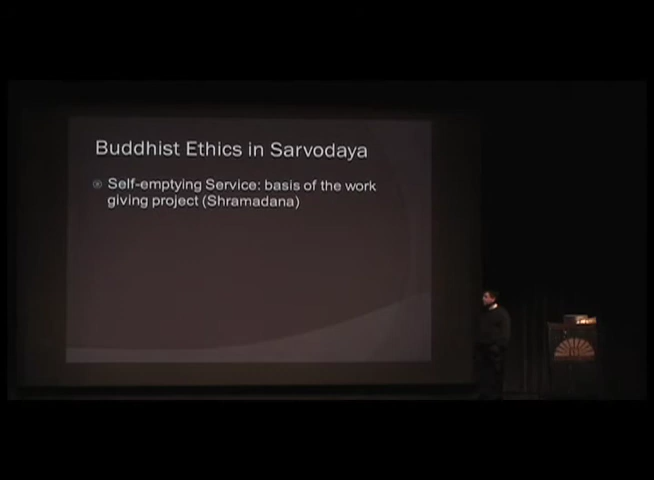 Buddhist Ethics in Sarvodaya
Self-emptying Service: basis of the work
giving project (Shramadana)